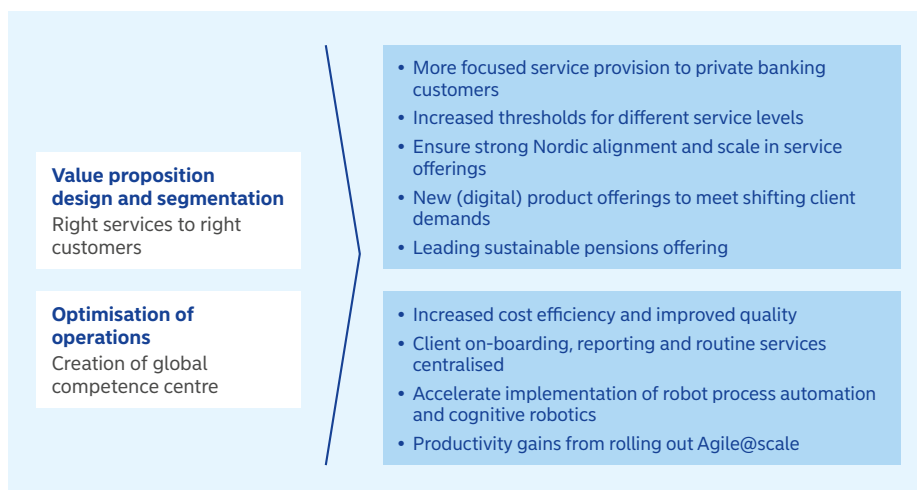 Value proposition
design and segmentation
Right services to right
customers
• More focused service provision to private banking
customers
• Increased thresholds for different service levels
• Ensure strong Nordic alignment and scale in service
offerings
• New (digital) product offerings to meet shifting client
demands
• Leading sustainable pensions offering
Optimisation of
operations
Creation of global
competence centre
• Increased cost efficiency and improved quality
• Client on-boarding, reporting and routine services
centralised
• Accelerate implementation of robot process automation
and cognitive robotics
• Productivity gains from rolling out Agile@scale